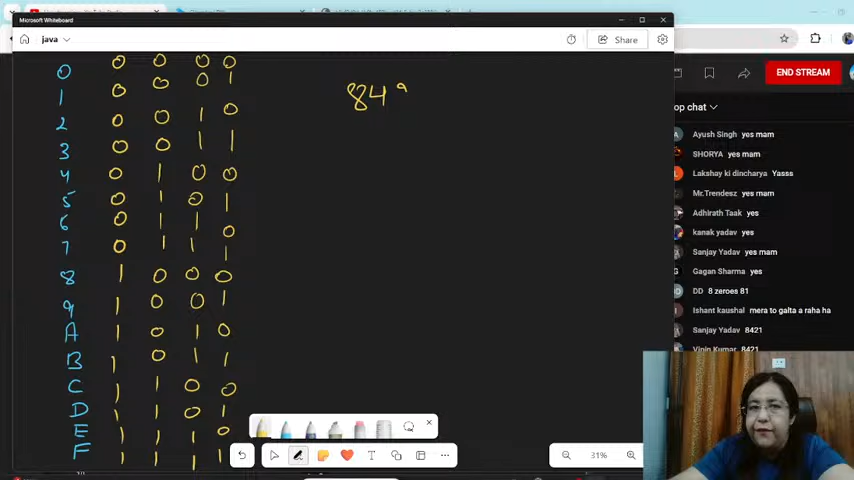 Microsoft Whiteboard
java
Share
END STREAM
op chat
0 0 0 0 0
1 0 0 0 1
2 0 0 1 0
3 0 0 1 1
4 0 1 0 0
5 0 1 0 1
6 0 1 1 0
7 0 1 1 1
8 1 0 0 0
9 1 0 0 1
A 1 0 1 0
B 1 0 1 1
C 1 1 0 0
D 1 1 0 1
E 1 1 1 0
F 1 1 1 1
84
Ayush Singh yes mam
SHORYA yes mam
Lakshay ki dincharya Yasss
Mr.Trendesz yes mam
Adhirath Taak yes
kanak yadav yes
Sanjay Yadav yes mam
Gagan Sharma yes
DD 8 zeroes 81
Ishant kaushal mera to galta a raha ha
Sanjay Yadav 8421
Vipin Kumar 8421
31%